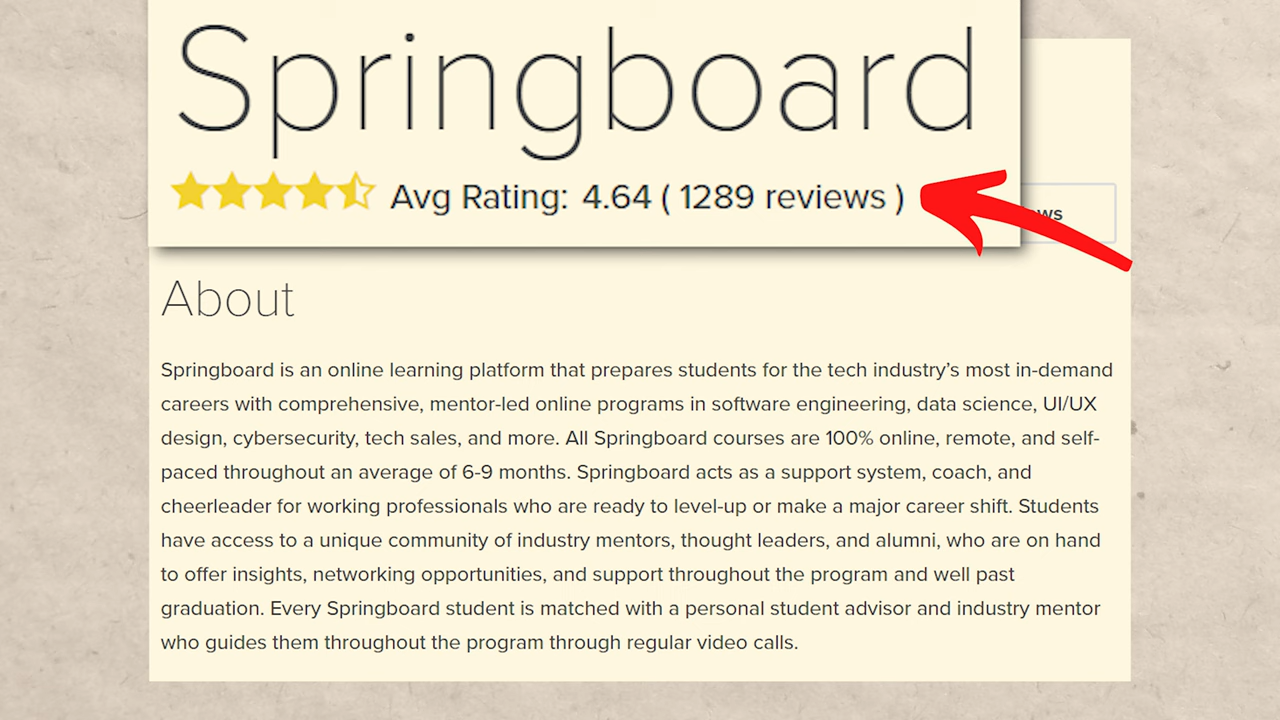 Springboard
Avg Rating: 4.64 ( 1289 reviews )
About
Springboard is an online learning platform that prepares students for the tech industry’s most in-demand
careers with comprehensive, mentor-led online programs in software engineering, data science, UI/UX
design, cybersecurity, tech sales, and more. All Springboard courses are 100% online, remote, and self-
paced throughout an average of 6-9 months. Springboard acts as a support system, coach, and
cheerleader for working professionals who are ready to level-up or make a major career shift. Students
have access to a unique community of industry mentors, thought leaders, and alumni, who are on hand
to offer insights, networking opportunities, and support throughout the program and well past
graduation. Every Springboard student is matched with a personal student advisor and industry mentor
who guides them throughout the program through regular video calls.